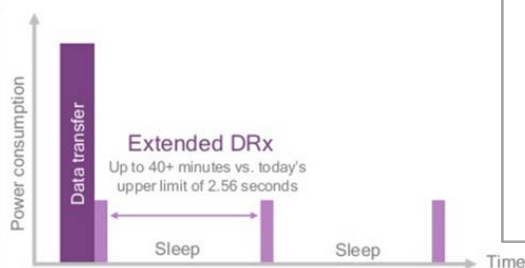 Power consumption
Data transfer
Extended DRx
Up to 40+ minutes vs. today's
upper limit of 2.56 seconds
Sleep
Sleep
Time